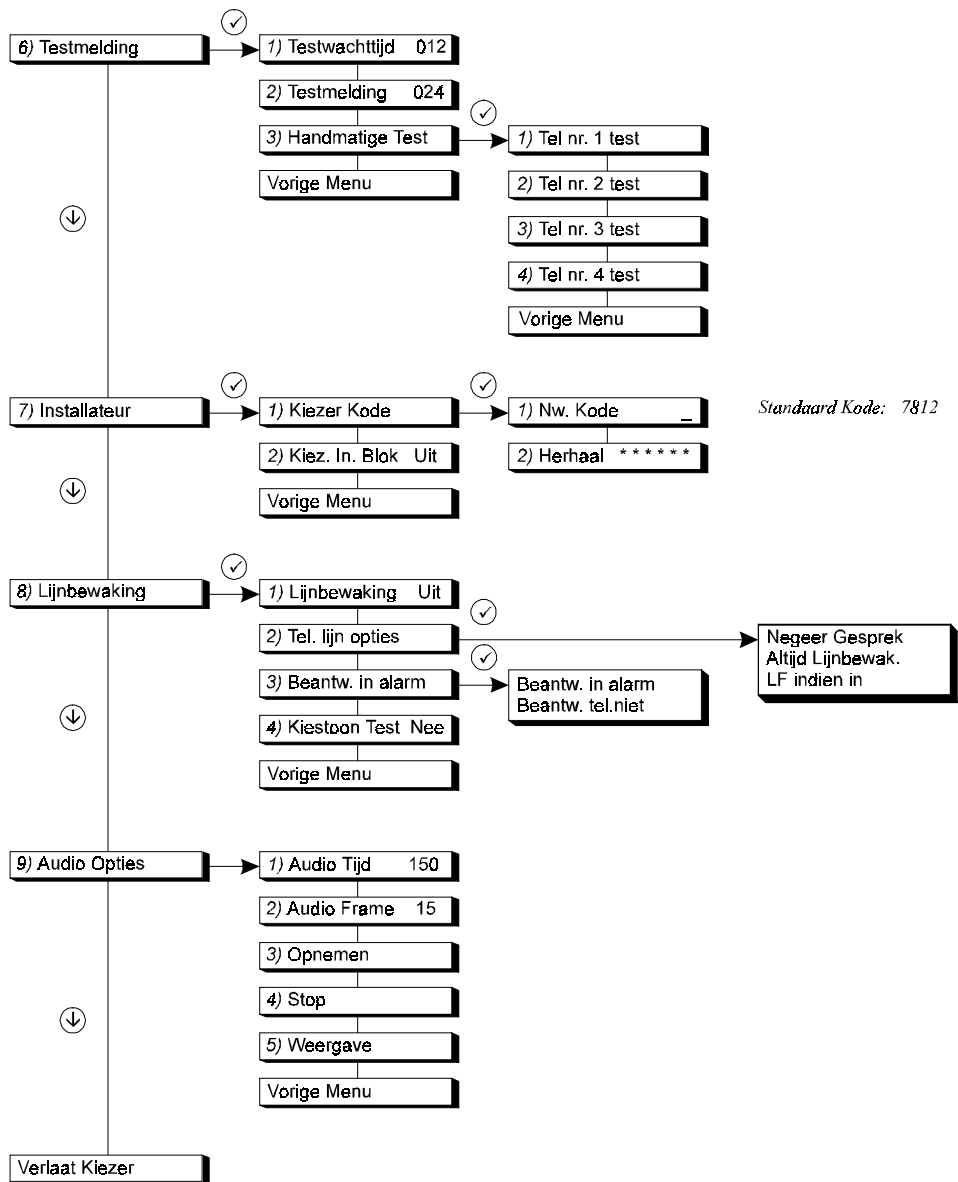 6) Testmelding
1) Testwachttijd 012
2) Testmelding 024
3) Handmatige Test
Vorige Menu
1) Tel nr. 1 test
2) Tel nr. 2 test
3) Tel nr. 3 test
4) Tel nr. 4 test
Vorige Menu
7) Installateur
1) Kiezer Kode
2) Kiez. In. Blok Uit
Vorige Menu
1) Nw. Kode _
2) Herhaal * * * * * *
Standaard Kode: 7812
8) Lijnbewaking
1) Lijnbewaking Uit
2) Tel. lijn opties
3) Beantw. in alarm
4) Kiestoon Test Nee
Vorige Menu
Beantw. in alarm
Beantw. tel.niet
Negeer Gesprek
Altijd Lijnbewak.
LF indien in
9) Audio Opties
1) Audio Tijd 150
2) Audio Frame 15
3) Opnemen
4) Stop
5) Weergave
Vorige Menu
Verlaat Kiezer